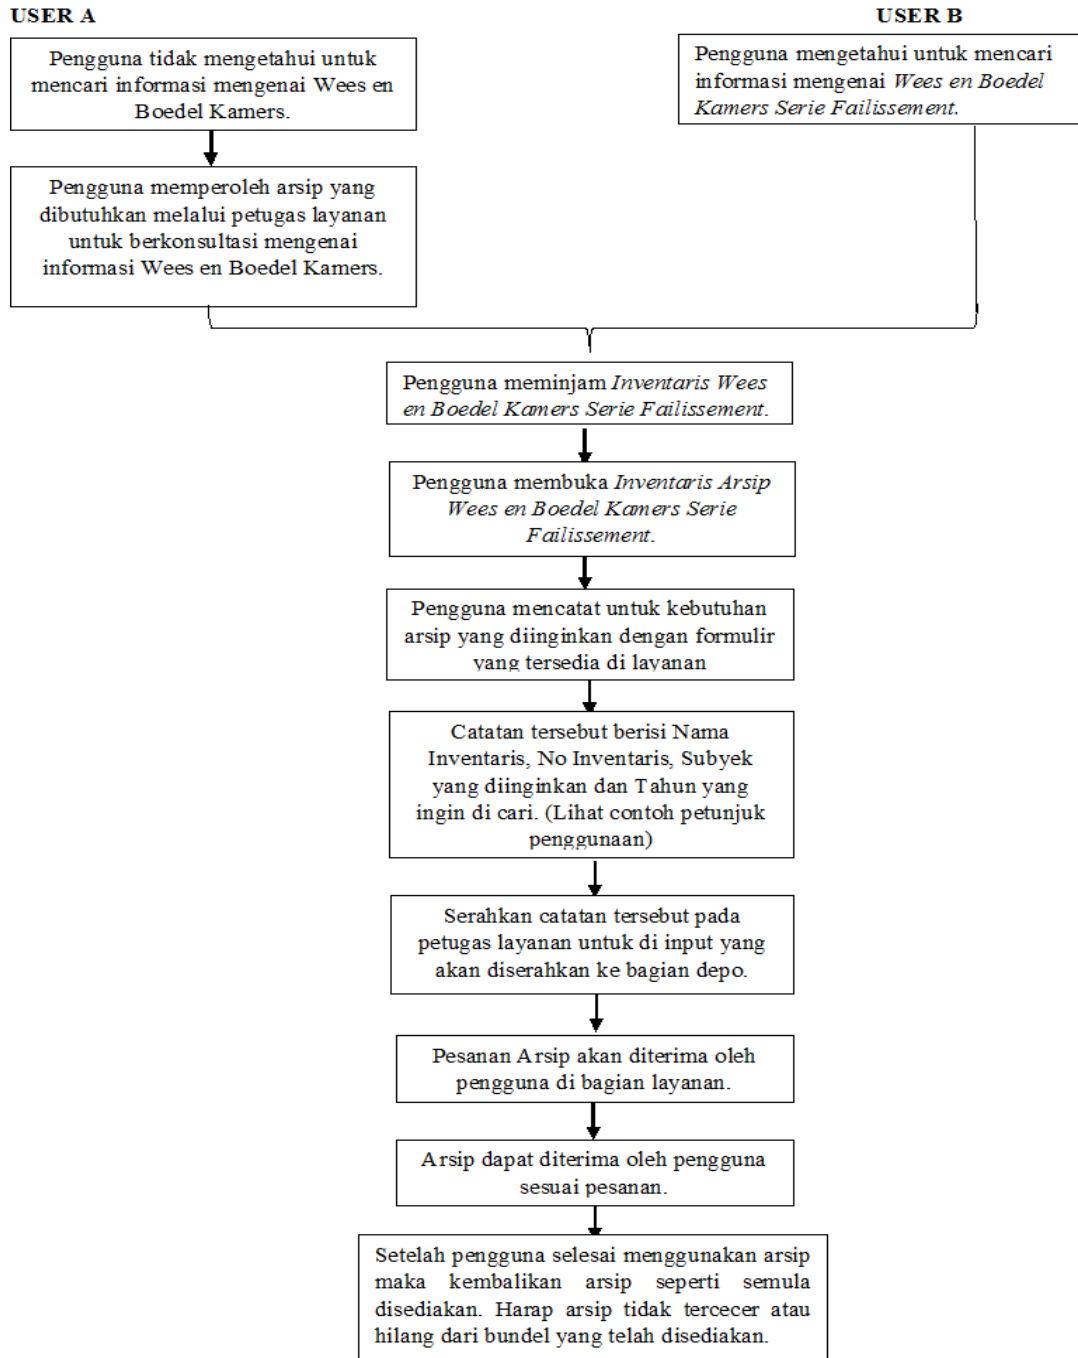 USER A
USER B
Pengguna tidak mengetahui untuk
mencari informasi mengenai Wees en
Boedel Kamers.
Pengguna mengetahui untuk mencari
informasi mengenai Wees en Boedel
Kamers Serie Failissement.
Pengguna memperoleh arsip yang
dibutuhkan melalui petugas layanan
untuk berkonsultasi mengenai
informasi Wees en Boedel Kamers.
Pengguna meminjam Inventaris Wees
en Boedel Kamers Serie Failissement.
Pengguna membuka Inventaris Arsip
Wees en Boedel Kamers Serie
Failissement.
Pengguna mencatat untuk kebutuhan
arsip yang diinginkan dengan formulir
yang tersedia di layanan
Catatan tersebut berisi Nama
Inventaris, No Inventaris, Subyek
yang diinginkan dan Tahun yang
ingin di cari. (Lihat contoh petunjuk
penggunaan)
Serahkan catatan tersebut pada
petugas layanan untuk di input yang
akan diserahkan ke bagian depo.
Pesanan Arsip akan diterima oleh
pengguna di bagian layanan.
Arsip dapat diterima oleh pengguna
sesuai pesanan.
Setelah pengguna selesai menggunakan arsip
maka kembalikan arsip seperti semula
disediakan. Harap arsip tidak tercecer atau
hilang dari bundel yang telah disediakan.